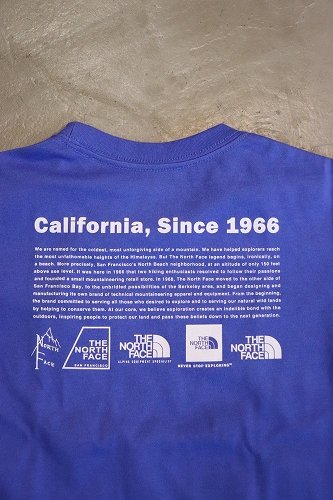 California, Since 1966
We are named for the coldest, most unforgiving side of a mountain. We have helped explorers reach
the most unfathomable heights of the Himalayas. But The North Face legend begins, ironically, on
a beach. More precisely, San Francisco's North Beach neighborhood, at an altitude of only 150 feet
above sea level. It was here in 1966 that two hiking enthusiasts resolved to follow their passions
and founded a small mountaineering retail store. In 1968, The North Face moved to the other side of
San Francisco Bay, to the unbridled possibilities of the Berkeley area, and began designing and
manufacturing its own brand of technical mountaineering apparel and equipment. From the beginning,
the brand committed to serving all those who desired to explore and to serving our natural wild lands
by helping to conserve them. At our core, we believe exploration creates an indelible bond with the
outdoors, inspiring people to protect our land and pass these beliefs down to the next generation.
The
North
Face
THE
NORTH
FACE
SAN FRANCISCO
THE
NORTH
FACE
ALPINE EQUIPMENT SPECIALIST
THE
NORTH
FACE
NEVER STOP EXPLORING™
THE
NORTH
FACE